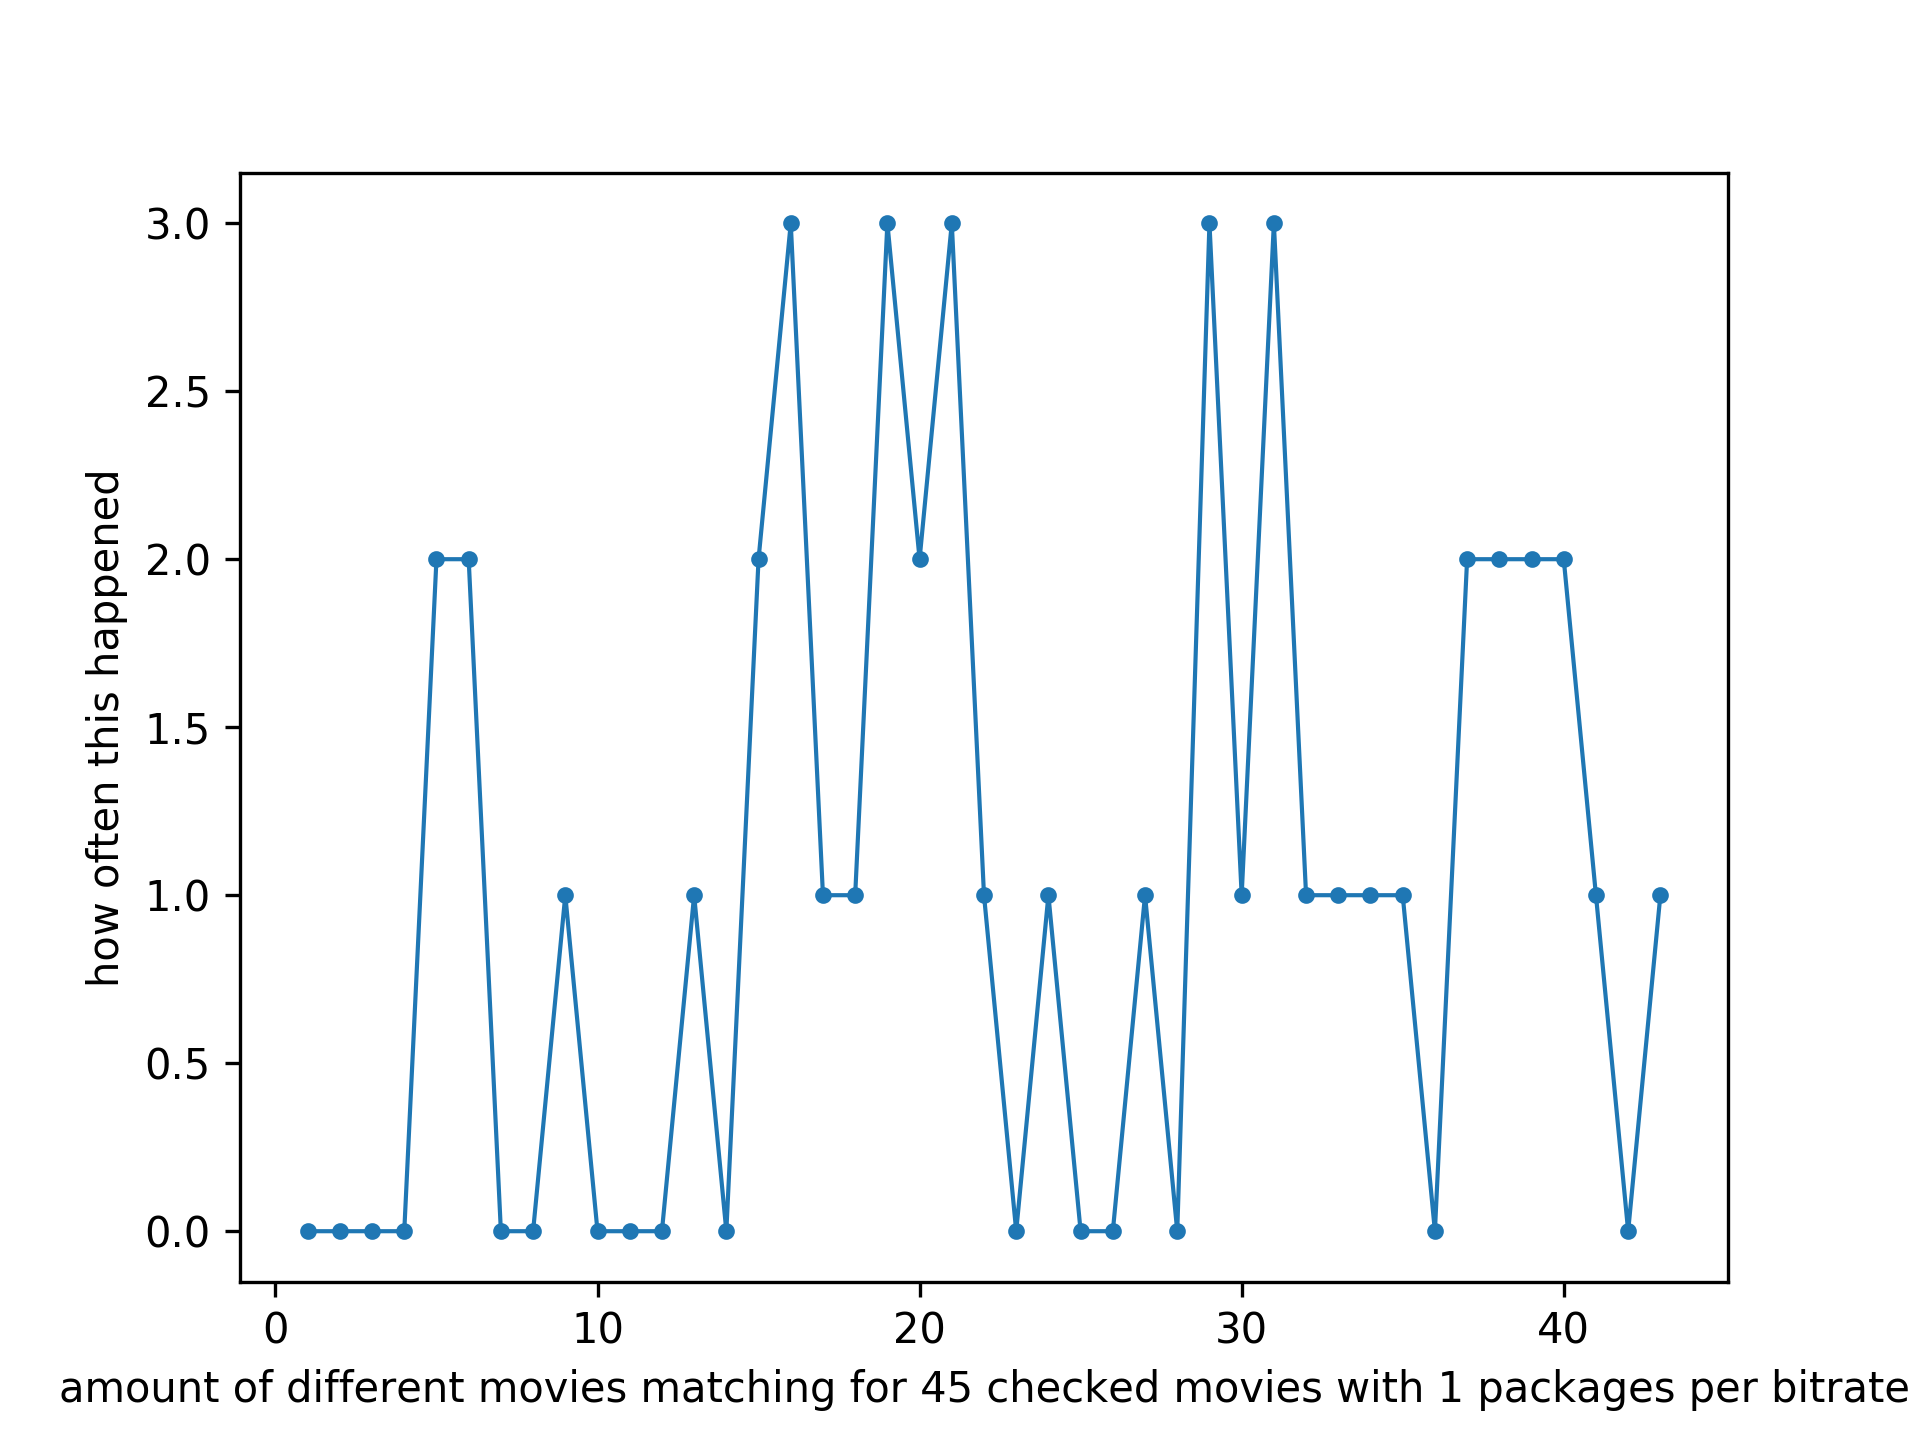 3.0
2.5
2.0
1.5
1.0
0.5
0.0
how often this happened
0 10 20 30 40
amount of different movies matching for 45 checked movies with 1 packages per bitrate